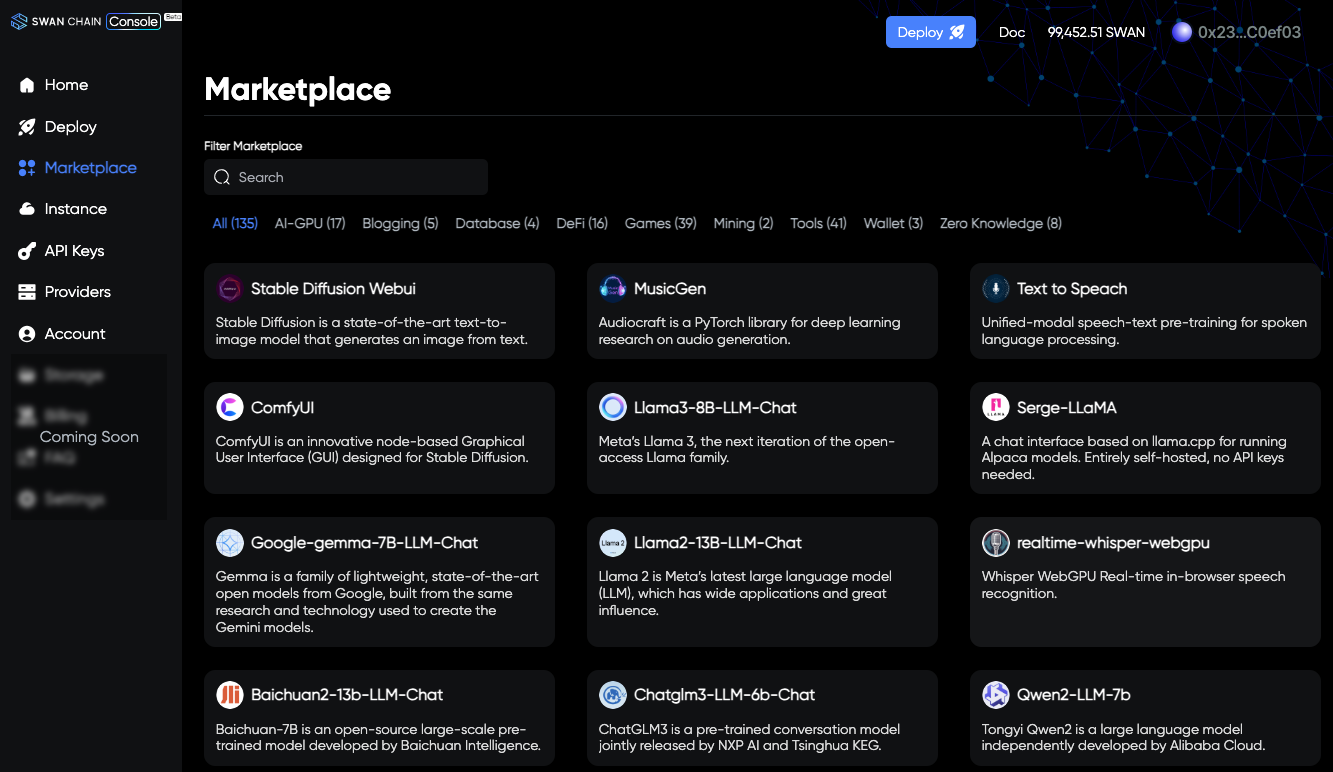 SWAN CHAIN Console Beta
Deploy Doc 99,452.51 SWAN 0x23...C0ef03
Home
Deploy
Marketplace
Instance
API Keys
Providers
Account
Storage
Billing
Coming Soon
FAQ
Settings
Marketplace
Filter Marketplace
Search
All (135) AI-GPU (17) Blogging (5) Database (4) DeFi (16) Games (39) Mining (2) Tools (41) Wallet (3) Zero Knowledge (8)
Stable Diffusion Webui
Stable Diffusion is a state-of-the-art text-to-
image model that generates an image from text.
MusicGen
Audiocraft is a PyTorch library for deep learning
research on audio generation.
Text to Speach
Unified-modal speech-text pre-training for spoken
language processing.
ComfyUI
ComfyUI is an innovative node-based Graphical
User Interface (GUI) designed for Stable Diffusion.
Llama3-8B-LLM-Chat
Meta's Llama 3, the next iteration of the open-
access Llama family.
LLAMA
Serge-LLaMA
A chat interface based on llama.cpp for running
Alpaca models. Entirely self-hosted, no API keys
needed.
Google-gemma-7B-LLM-Chat
Gemma is a family of lightweight, state-of-the-art
open models from Google, built from the same
research and technology used to create the
Gemini models.
Llama 2
Llama2-13B-LLM-Chat
Llama 2 is Meta's latest large language model
(LLM), which has wide applications and great
influence.
realtime-whisper-webgpu
Whisper WebGPU Real-time in-browser speech
recognition.
Baichuan2-13b-LLM-Chat
Baichuan-7B is an open-source large-scale pre-
trained model developed by Baichuan Intelligence.
Chatglm3-LLM-6b-Chat
ChatGLM3 is a pre-trained conversation model
jointly released by NXP AI and Tsinghua KEG.
Qwen2-LLM-7b
Tongyi Qwen2 is a large language model
independently developed by Alibaba Cloud.